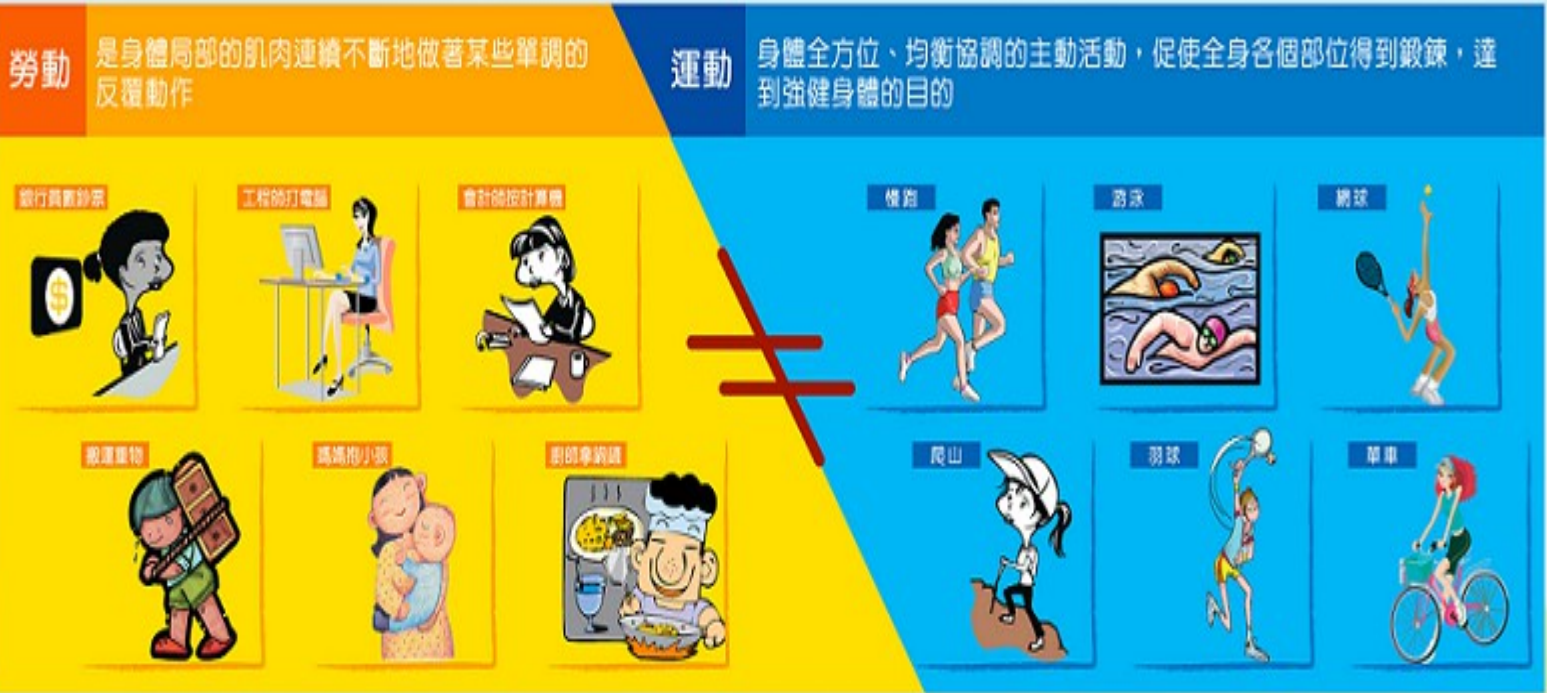 勞動
是身體局部的肌肉連續不斷地做著某些單調的
反覆動作
運動
身體全方位、均衡協調的主動活動，促使全身各個部位得到鍛鍊，達
到強健身體的目的
銀行員數鈔票
工程師打電腦
會計師按計算機
慢跑
游泳
網球
搬運重物
媽媽抱小孩
廚師拿鍋鏟
爬山
羽球
單車
$
≠